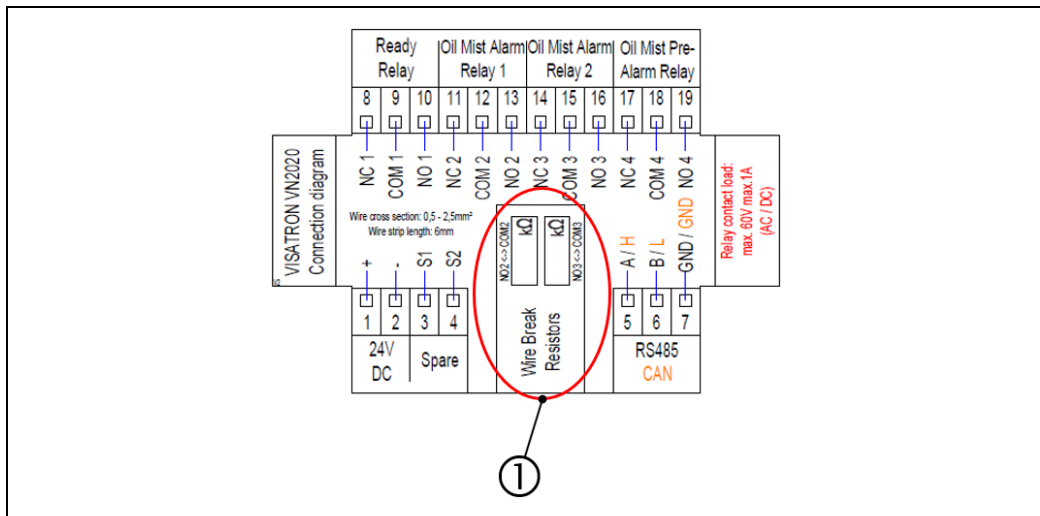 Ready
Relay
Oil Mist Alarm
Relay 1
Oil Mist Alarm
Relay 2
Oil Mist Pre-
Alarm Relay
8 9 10 11 12 13 14 15 16 17 18 19
NC 1
COM 1
NO 1
NC 2
COM 2
NO 2
NC 3
COM 3
NO 3
NC 4
COM 4
NO 4
VISATRON VN2020
Connection diagram
Wire cross section: 0,5 - 2,5mm²
Wire strip length: 6mm
+
-
S1
S2
NO2 <-> COM2
kΩ
kΩ
NO3 <-> COM3
Wire Break
Resistors
A / H
B / L
GND / GND
Relay contact load:
max. 60V max.1A
(AC / DC)
1 2 3 4
5 6 7
24V
DC
Spare
RS485
CAN
1